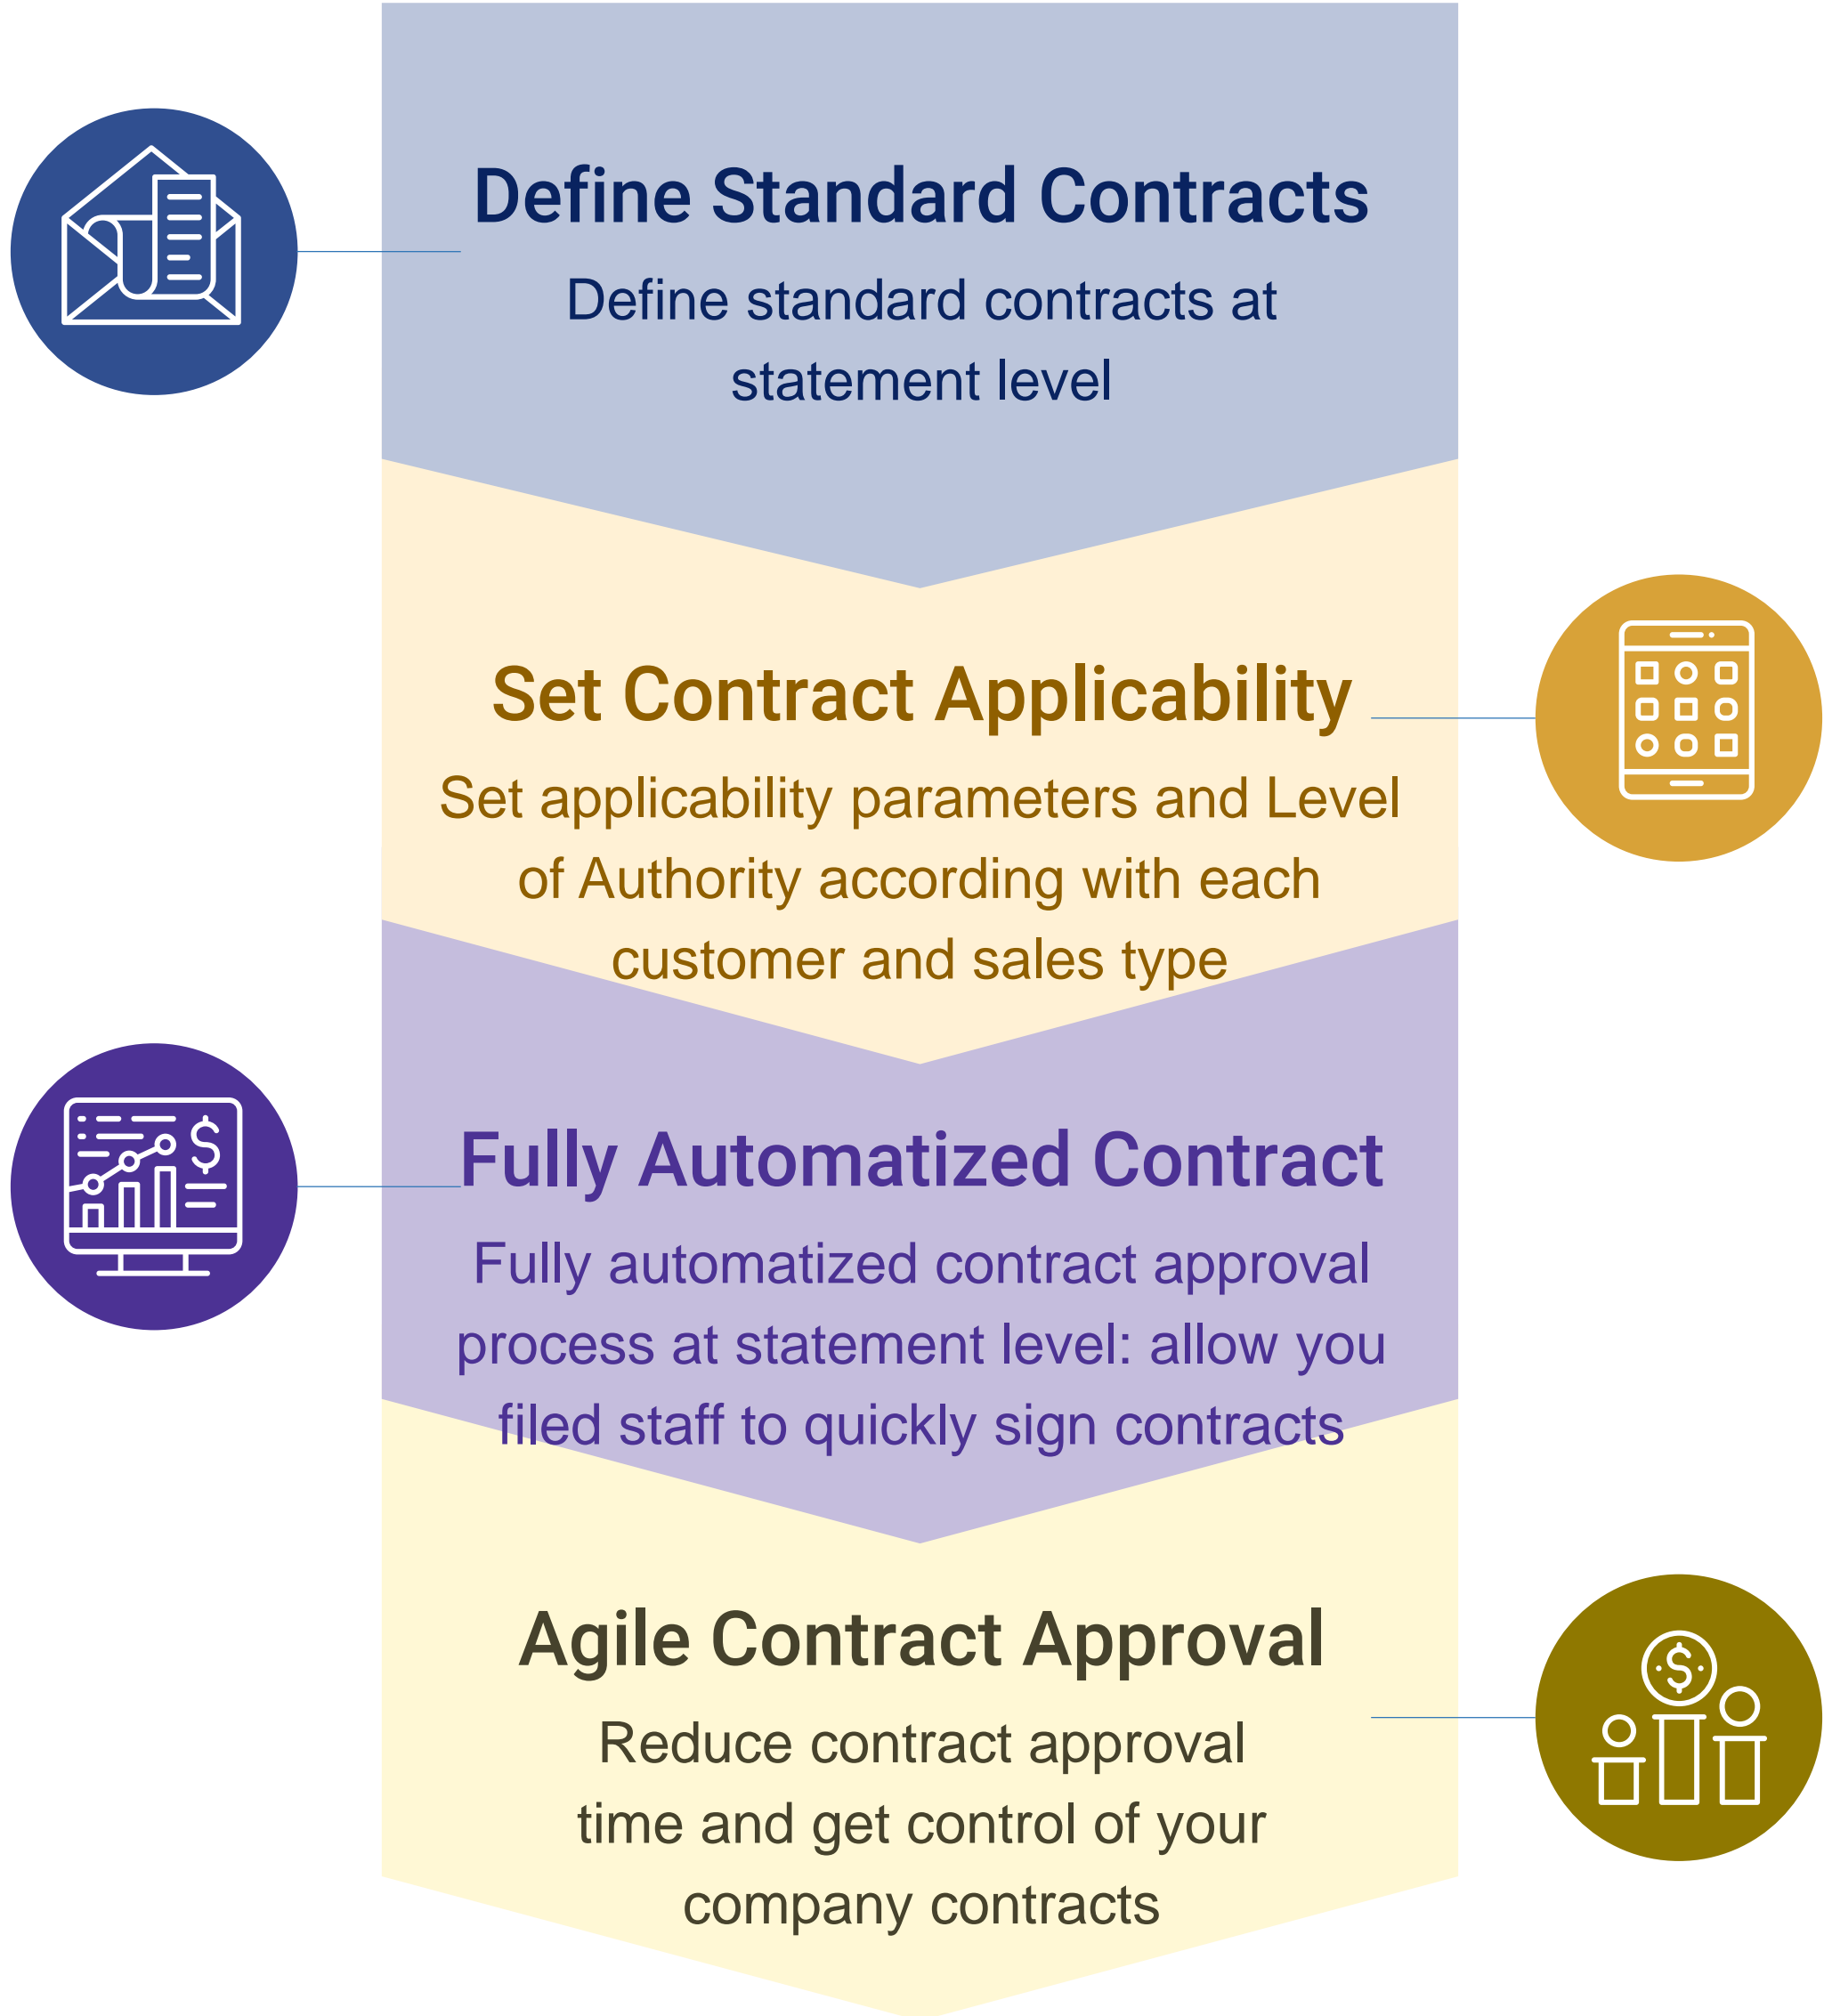 Define Standard Contracts
Define standard contracts at
statement level
Set Contract Applicability
Set applicability parameters and Level
of Authority according with each
customer and sales type
Fully Automatized Contract
Fully automatized contract approval
process at statement level: allow you
filed staff to quickly sign contracts
Agile Contract Approval
Reduce contract approval
time and get control of your
company contracts